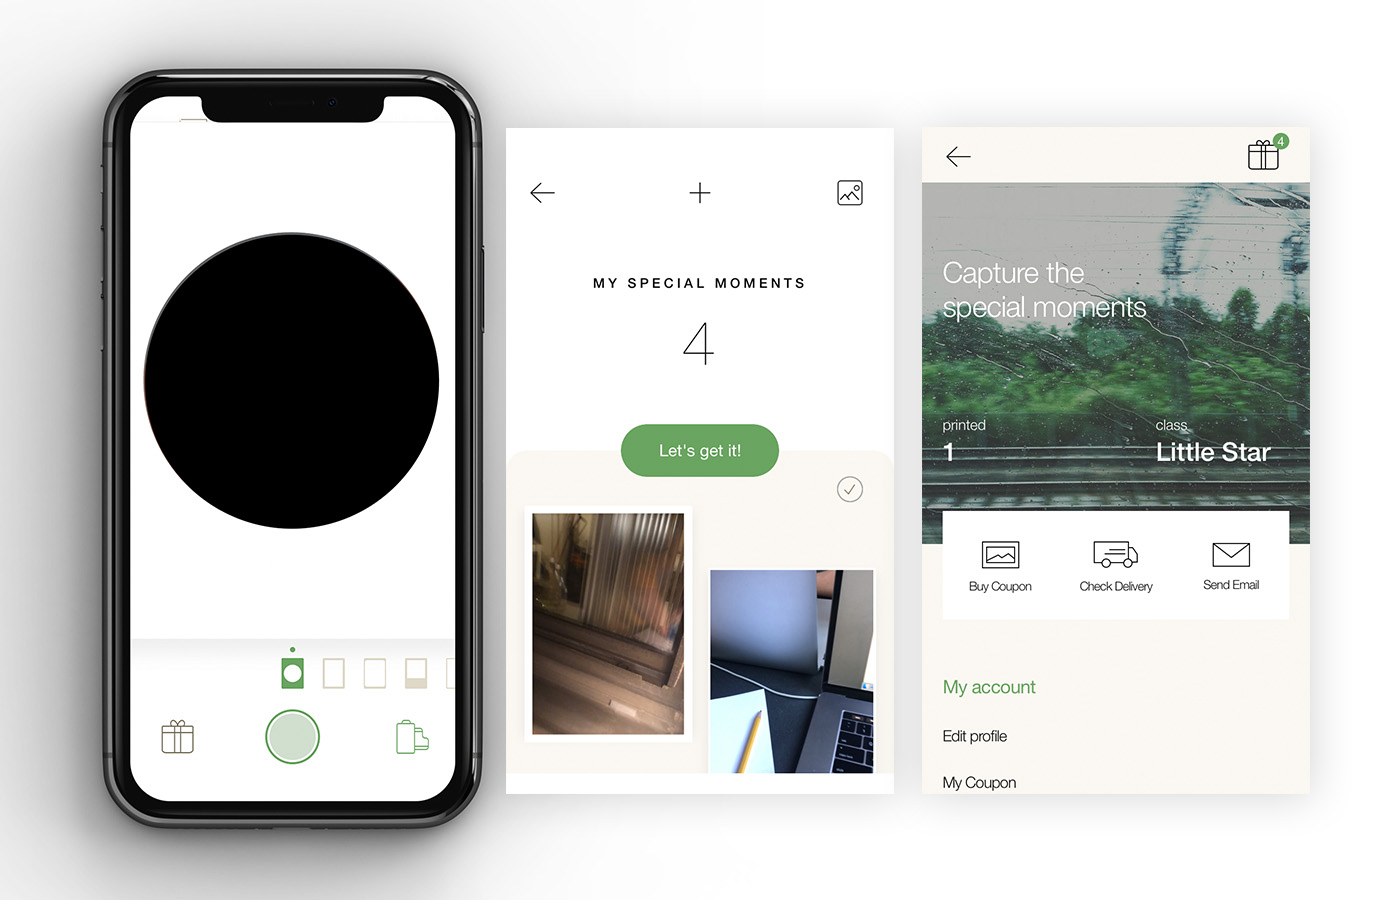 MY SPECIAL MOMENTS
4
Let's get it!
4
Capture the
special moments
printed
1
class
Little Star
Buy Coupon
Check Delivery
Send Email
My account
Edit profile
My Coupon